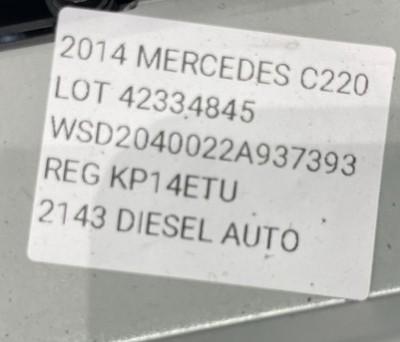 2014 MERCEDES C220
LOT 42334845
WSD2040022A937393
REG KP14ETU
2143 DIESEL AUTO